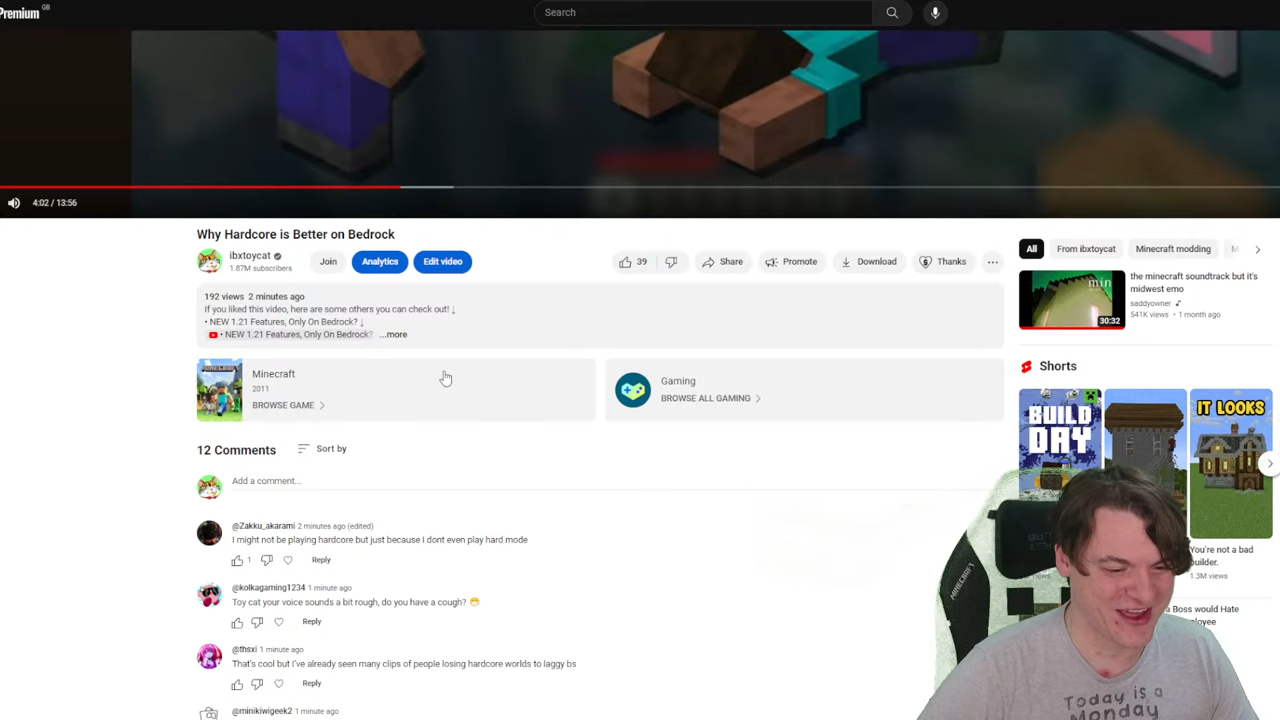 Premium GB
Search
4:02 / 13:56
Why Hardcore is Better on Bedrock
ibxtoycat
1.87M subscribers
Join
Analytics
Edit video
39
Share
Promote
Download
Thanks
192 views 2 minutes ago
If you liked this video, here are some others you can check out! ↓
• NEW 1.21 Features, Only On Bedrock? ↓
• NEW 1.21 Features, Only On Bedrock? ...more
Minecraft
2011
BROWSE GAME
Gaming
BROWSE ALL GAMING
12 Comments
Sort by
Add a comment...
@Zakku_akarami 2 minutes ago (edited)
I might not be playing hardcore but just because I dont even play hard mode
1
Reply
@kolkagaming1234 1 minute ago
Toy cat your voice sounds a bit rough, do you have a cough? 😁
Reply
@thsxi 1 minute ago
That's cool but I've already seen many clips of people losing hardcore worlds to laggy bs
Reply
@minikiwigeek2 1 minute ago
All
From ibxtoycat
Minecraft modding
M
min
30:32
the minecraft soundtrack but it's
midwest emo
saddyowner
541K views • 1 month ago
Shorts
BUILD
DAY
IT LOOKS
You're not a bad
builder.
1.3M views
a Boss would Hate
MINECRAFT
Today is a
Monday